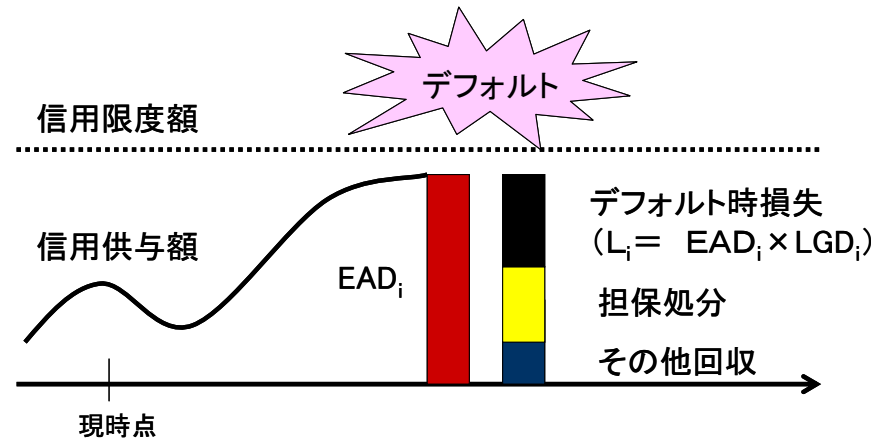 デフォルト
信用限度額
デフォルト時損失
(Lᵢ＝ EADᵢ×LGDᵢ)
信用供与額
EADᵢ
担保処分
その他回収
現時点